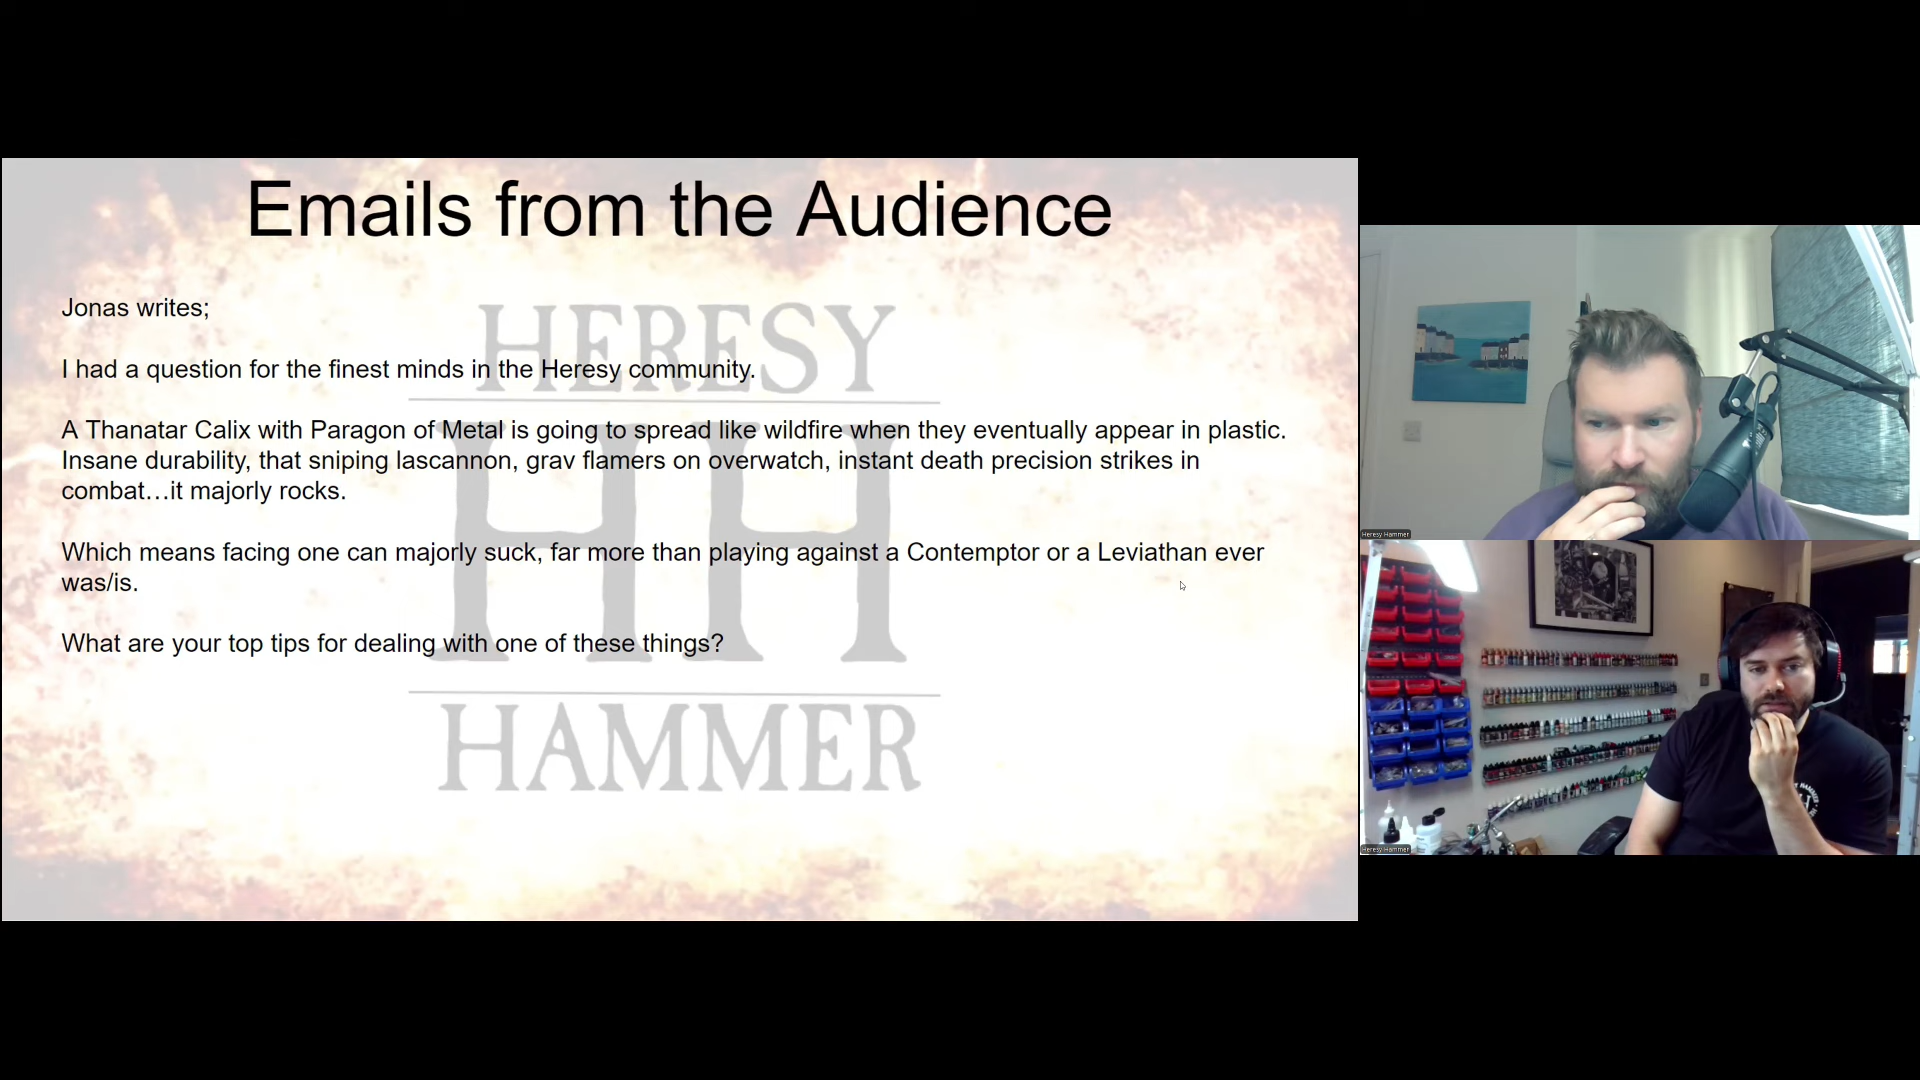 Emails from the Audience
HERESY
HH
HAMMER
Jonas writes;
I had a question for the finest minds in the Heresy community.
A Thanatar Calix with Paragon of Metal is going to spread like wildfire when they eventually appear in plastic.
Insane durability, that sniping lascannon, grav flamers on overwatch, instant death precision strikes in
combat…it majorly rocks.
Which means facing one can majorly suck, far more than playing against a Contemptor or a Leviathan ever
was/is.
What are your top tips for dealing with one of these things?
Heresy Hammer
Heresy Hammer